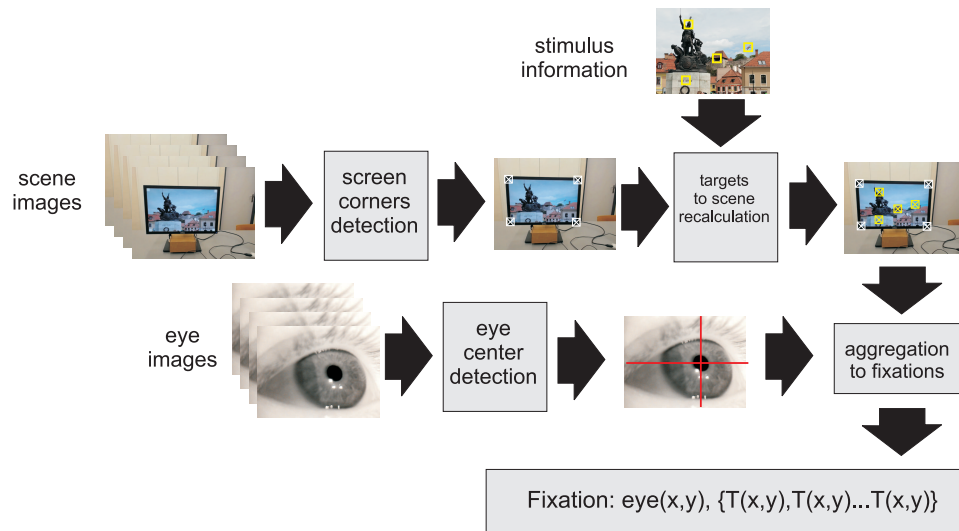 stimulus
information
scene
images
screen
corners
detection
targets
to scene
recalculation
eye
images
eye
center
detection
aggregation
to fixations
Fixation: eye(x,y), {T(x,y),T(x,y)...T(x,y)}